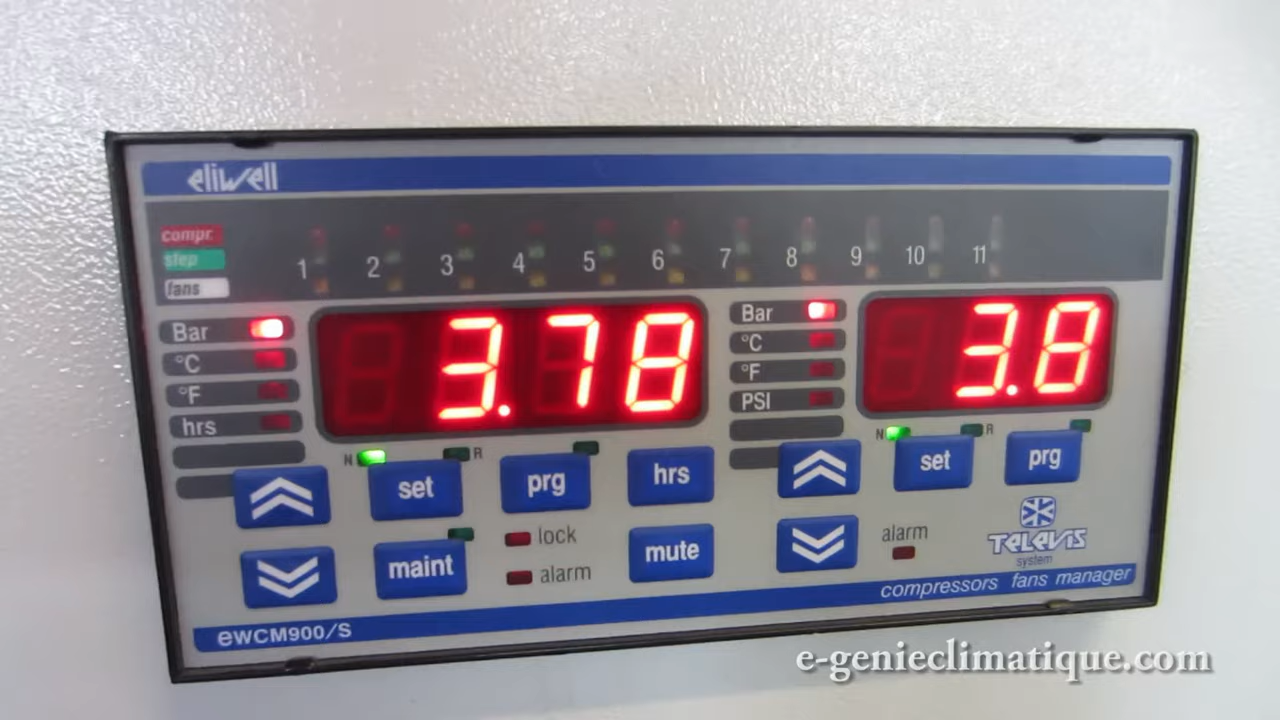 eliwell
compr.
step
fans
1 2 3 4 5 6 7 8 9 10 11
Bar
°C
°F
hrs
3.78
Bar
°C
°F
PSI
3.8
N R
set
prg
hrs
N R
set
prg
maint
lock
alarm
mute
alarm
TELEVIS
system
compressors fans manager
eWCM900/S
e-genieclimatique.com